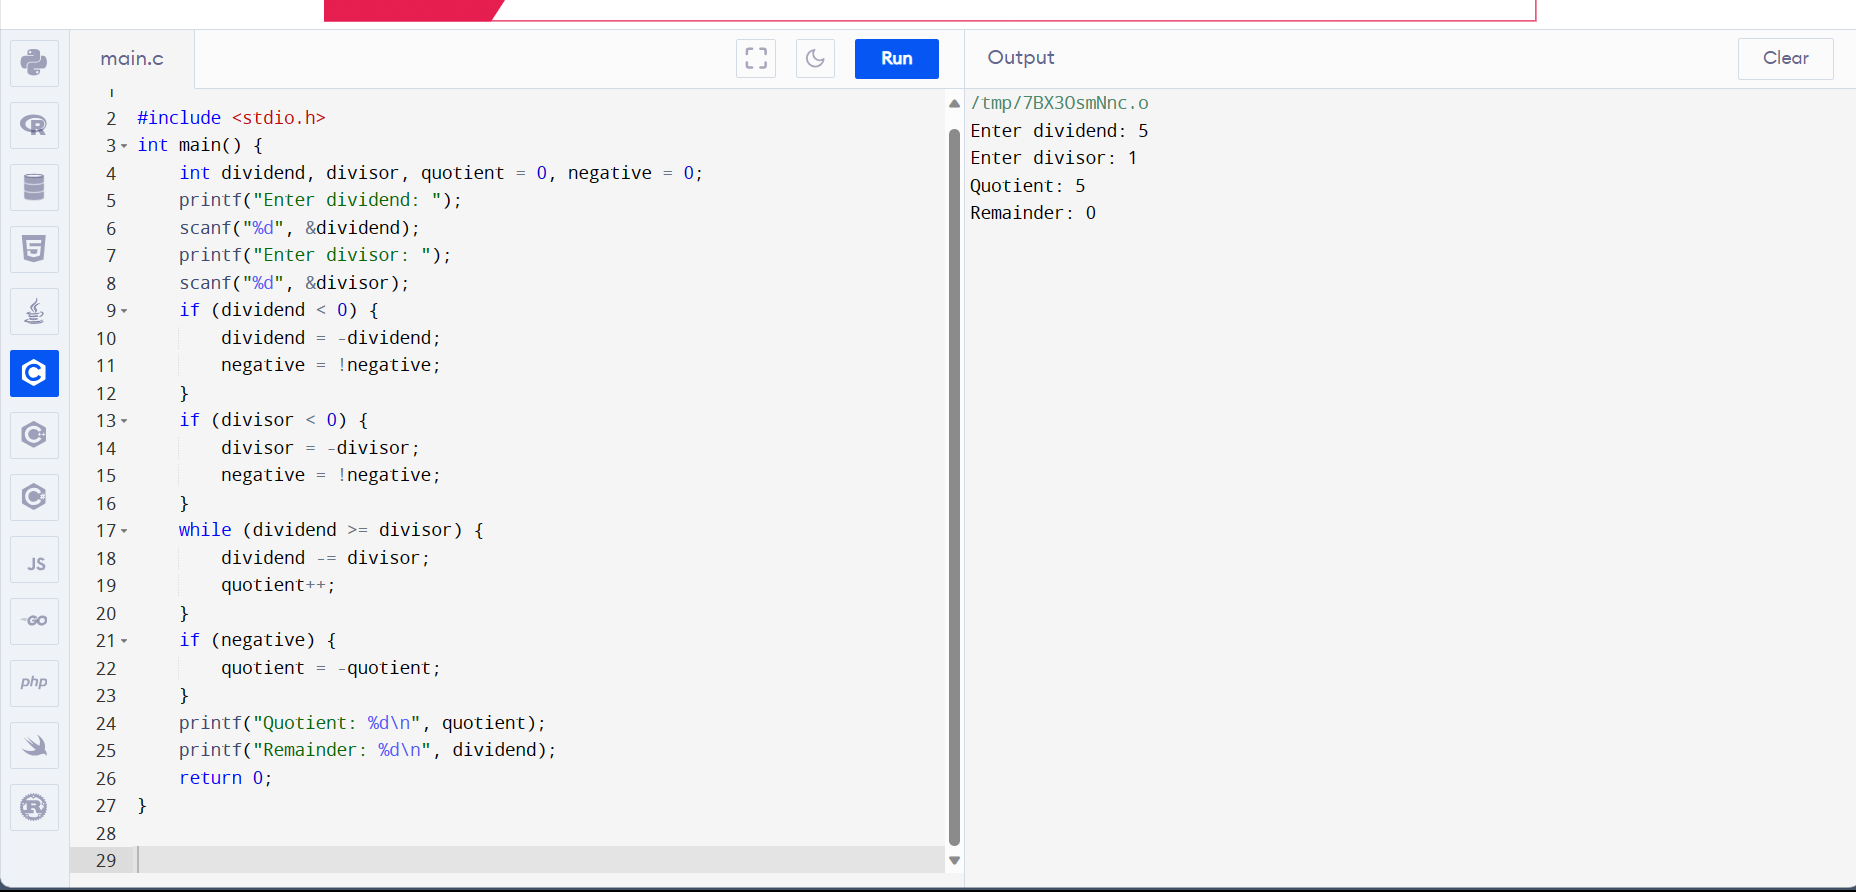 main.c
Run
Output
Clear
1
2 #include <stdio.h>
3 int main() {
4 int dividend, divisor, quotient = 0, negative = 0;
5 printf("Enter dividend: ");
6 scanf("%d", &dividend);
7 printf("Enter divisor: ");
8 scanf("%d", &divisor);
9 if (dividend < 0) {
10 dividend = -dividend;
11 negative = !negative;
12 }
13 if (divisor < 0) {
14 divisor = -divisor;
15 negative = !negative;
16 }
17 while (dividend >= divisor) {
18 dividend -= divisor;
19 quotient++;
20 }
21 if (negative) {
22 quotient = -quotient;
23 }
24 printf("Quotient: %d\n", quotient);
25 printf("Remainder: %d\n", dividend);
26 return 0;
27 }
28
29
/tmp/7BX3OsmNnc.o
Enter dividend: 5
Enter divisor: 1
Quotient: 5
Remainder: 0
R
5
C
C
C#
JS
GO
php
R